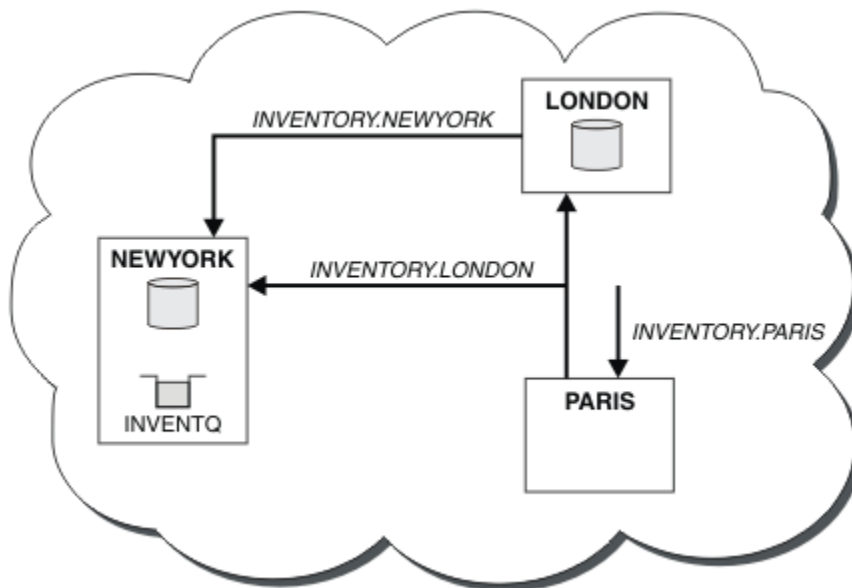 LONDON
INVENTORY.NEWYORK
NEWYORK
INVENTORY.LONDON
INVENTORY.PARIS
PARIS
INVENTQ